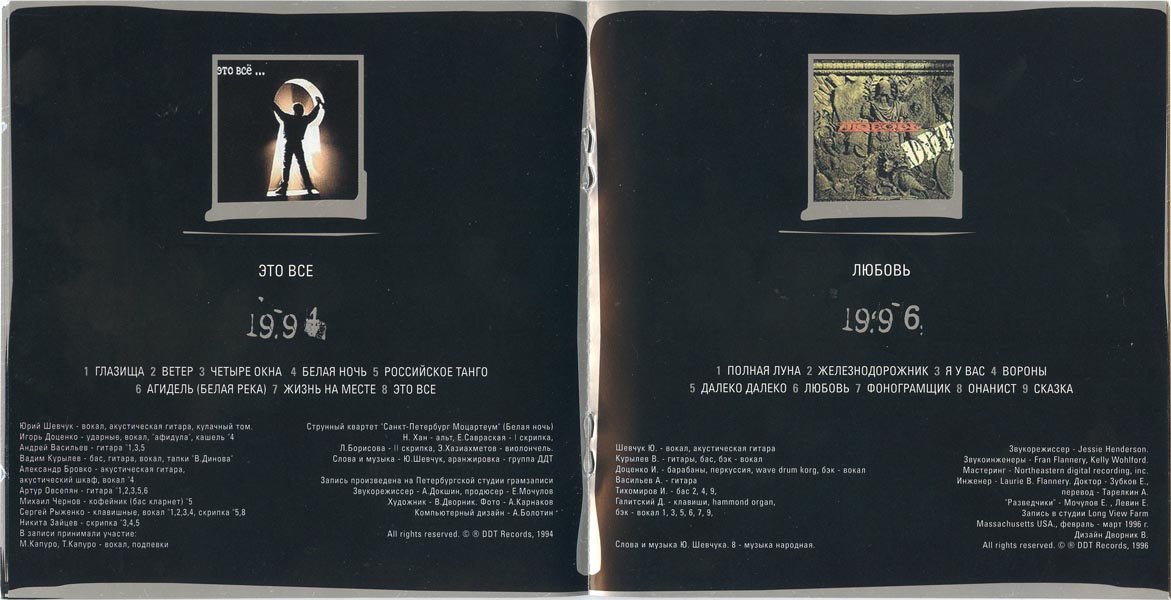 это всё ...
ЭТО ВСЕ
1994
1 ГЛАЗИЩА 2 ВЕТЕР 3 ЧЕТЫРЕ ОКНА 4 БЕЛАЯ НОЧЬ 5 РОССИЙСКОЕ ТАНГО
6 АГИДЕЛЬ (БЕЛАЯ РЕКА) 7 ЖИЗНЬ НА МЕСТЕ 8 ЭТО ВСЕ
Юрий Шевчук - вокал, акустическая гитара, кулачный том.
Игорь Доценко - ударные, вокал, "афидула", кашель *4
Андрей Васильев - гитара *1,3,5
Вадим Курылев - бас, гитара, вокал, тапки "В.Динова"
Александр Бровко - акустическая гитара,
акустический шкаф, вокал *4
Артур Овсепян - гитара *1,2,3,5,6
Михаил Чернов - кофейник (бас кларнет) *5
Сергей Рыженко - клавишные, вокал *1,2,3,4, скрипка *5,8
Никита Зайцев - скрипка *3,4,5
В записи принимали участие:
М.Капуро, Т.Капуро - вокал, подпевки
Струнный квартет "Санкт-Петербург Моцартеум" (Белая ночь)
Н. Хан - альт, Е.Савраская - I скрипка,
Л.Борисова - II скрипка, Э.Хазиахметов - виолончель.
Слова и музыка - Ю.Шевчук, аранжировка - группа ДДТ
Запись произведена на Петербургской студии грамзаписи
Звукорежиссер - А.Докшин, продюсер - Е.Мочулов
Художник - В.Дворник. Фото - А.Карнаков
Компьютерный дизайн - А.Болотин
All rights reserved. © ® DDT Records, 1994
ЛЮБОВЬ
ДДТ
ЛЮБОВЬ
1996
1 ПОЛНАЯ ЛУНА 2 ЖЕЛЕЗНОДОРОЖНИК 3 Я У ВАС 4 ВОРОНЫ
5 ДАЛЕКО ДАЛЕКО 6 ЛЮБОВЬ 7 ФОНОГРАМЩИК 8 ОНАНИСТ 9 СКАЗКА
Шевчук Ю. - вокал, акустическая гитара
Курылев В. - гитары, бас, бэк - вокал
Доценко И. - барабаны, перкуссия, wave drum korg, бэк - вокал
Васильев А. - гитара
Тихомиров И. - бас 2, 4, 9,
Галитский Д. - клавиши, hammond organ,
бэк - вокал 1, 3, 5, 6, 7, 9,
Слова и музыка Ю. Шевчука. 8 - музыка народная.
Звукорежиссер - Jessie Henderson.
Звукоинженеры - Fran Flannery, Kelly Wohlford.
Мастеринг - Northeastern digital recording, inc.
Инженер - Laurie B. Flannery. Доктор - Зубков Е.,
перевод - Тарелкин А.
"Разведчики" - Мочулов Е. , Левин Е.
Запись в студии Long View Farm
Massachusetts USA., февраль - март 1996 г.
Дизайн Дворник В.
All rights reserved. © ® DDT Records, 1996